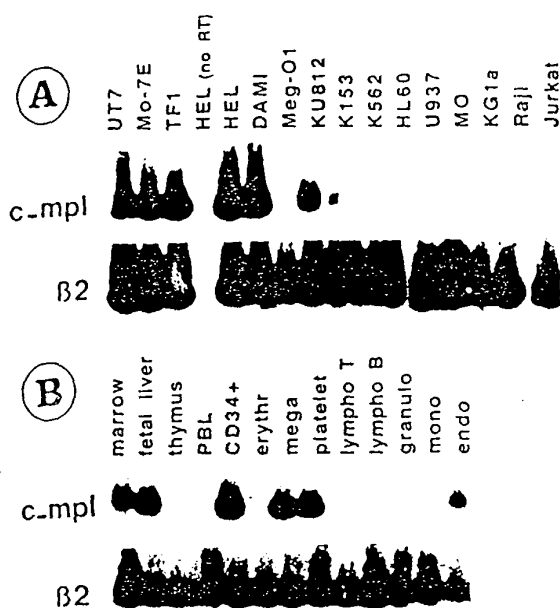 A
UT7
Mo-7E
TF1
HEL (no RT)
HEL
DAMI
Meg-O1
KU812
K153
K562
HL60
U937
MO
KG1a
Raji
Jurkat
c-mpl
ß2
B
marrow
fetal liver
thymus
PBL
CD34+
erythr
mega
platelet
lympho T
lympho B
granulo
mono
endo
c-mpl
ß2